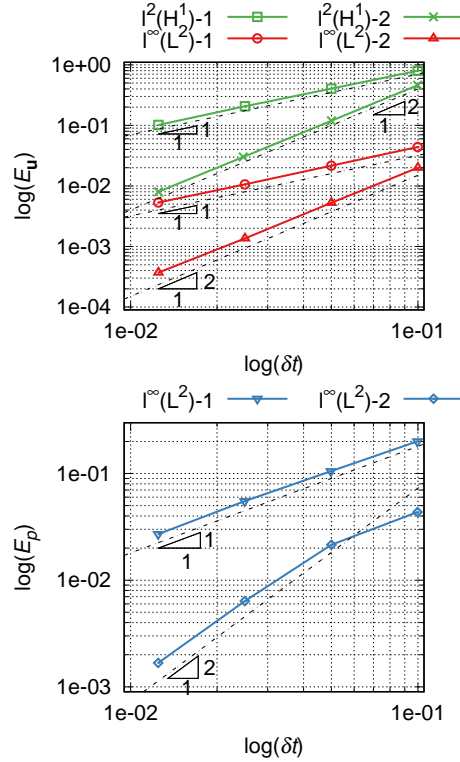 l²(H¹)-1 l²(H¹)-2
l∞(L²)-1 l∞(L²)-2
1e+00
1e-01
1e-02
1e-03
1e-04
log(E𝐮)
1
1
2
1
1
1
2
1
1e-02 1e-01
log(δt)
l∞(L²)-1 l∞(L²)-2
1e-01
1e-02
1e-03
log(Eₚ)
1
1
2
1
1e-02 1e-01
log(δt)